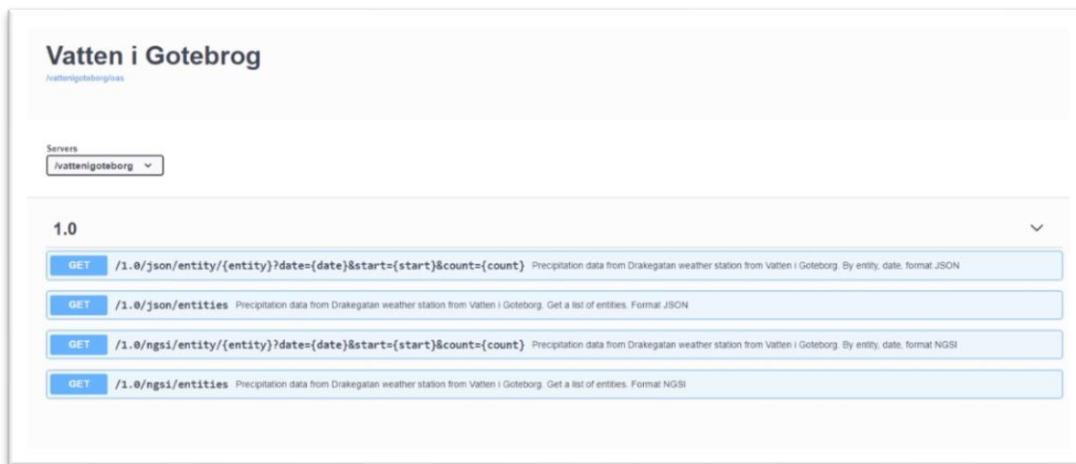 Vatten i Gotebrog
/vattenigoteborg/oas
Servers
/vattenigoteborg
1.0
GET /1.0/json/entity/{entity}?date={date}&start={start}&count={count} Precipitation data from Drakegatan weather station from Vatten i Goteborg. By entity, date, format JSON
GET /1.0/json/entities Precipitation data from Drakegatan weather station from Vatten i Goteborg. Get a list of entities. Format JSON
GET /1.0/ngsi/entity/{entity}?date={date}&start={start}&count={count} Precipitation data from Drakegatan weather station from Vatten i Goteborg. By entity, date, format NGSI
GET /1.0/ngsi/entities Precipitation data from Drakegatan weather station from Vatten i Goteborg. Get a list of entities. Format NGSI